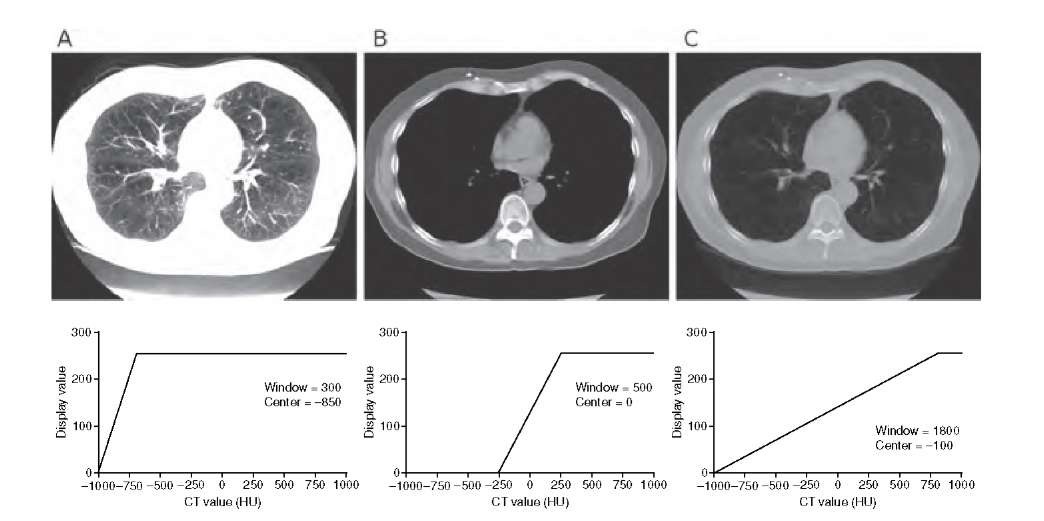 A B C
300 300 300
200 200 200
100 100 100
0 0 0
Display value Display value Display value
Window = 300
Center = −850
Window = 500
Center = 0
Window = 1800
Center = −100
−1000 −750 −500 −250 0 250 500 750 1000
CT value (HU)
−1000 −750 −500 −250 0 250 500 750 1000
CT value (HU)
−1000 −750 −500 −250 0 250 500 750 1000
CT value (HU)